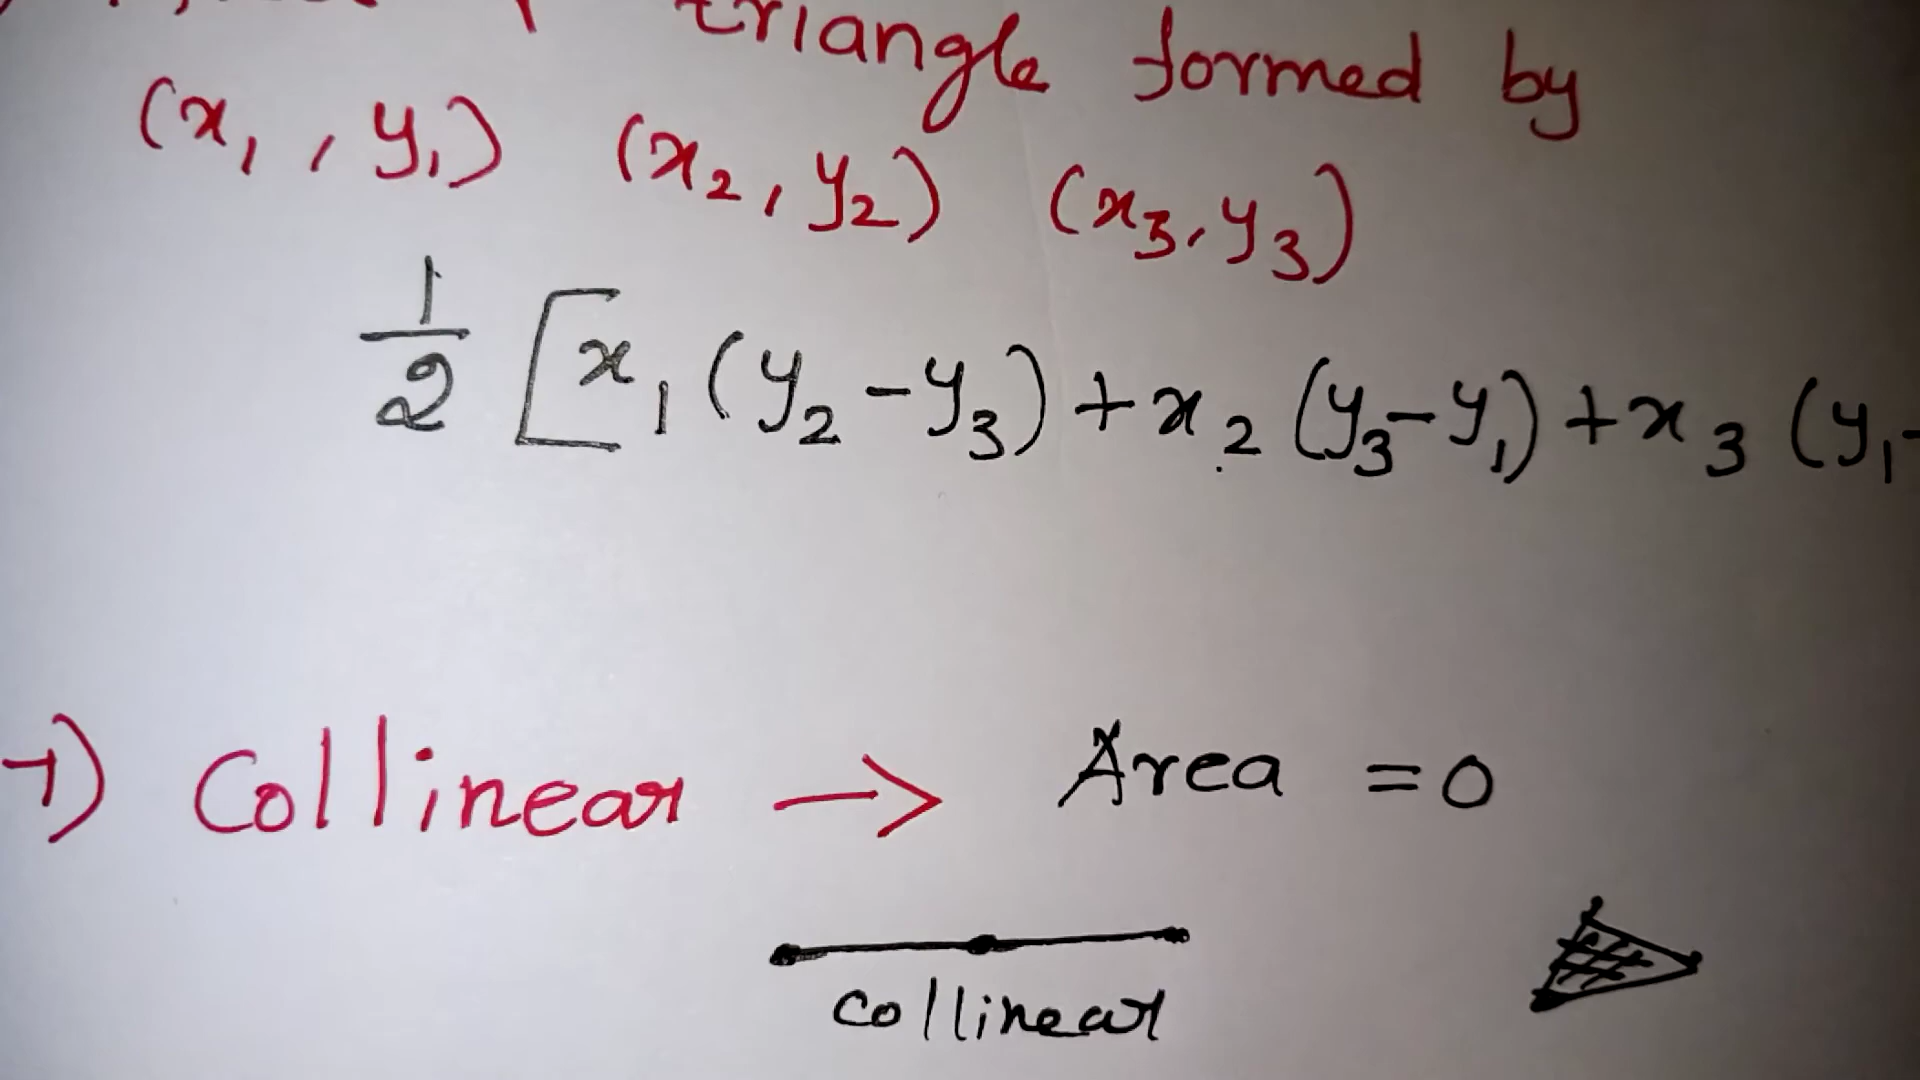 triangle formed by
(x₁, y₁) (x₂, y₂) (x₃, y₃)
1/2 [x₁(y₂-y₃)+x₂(y₃-y₁)+x₃(y₁-
7) Collinear → Area = 0
collinear